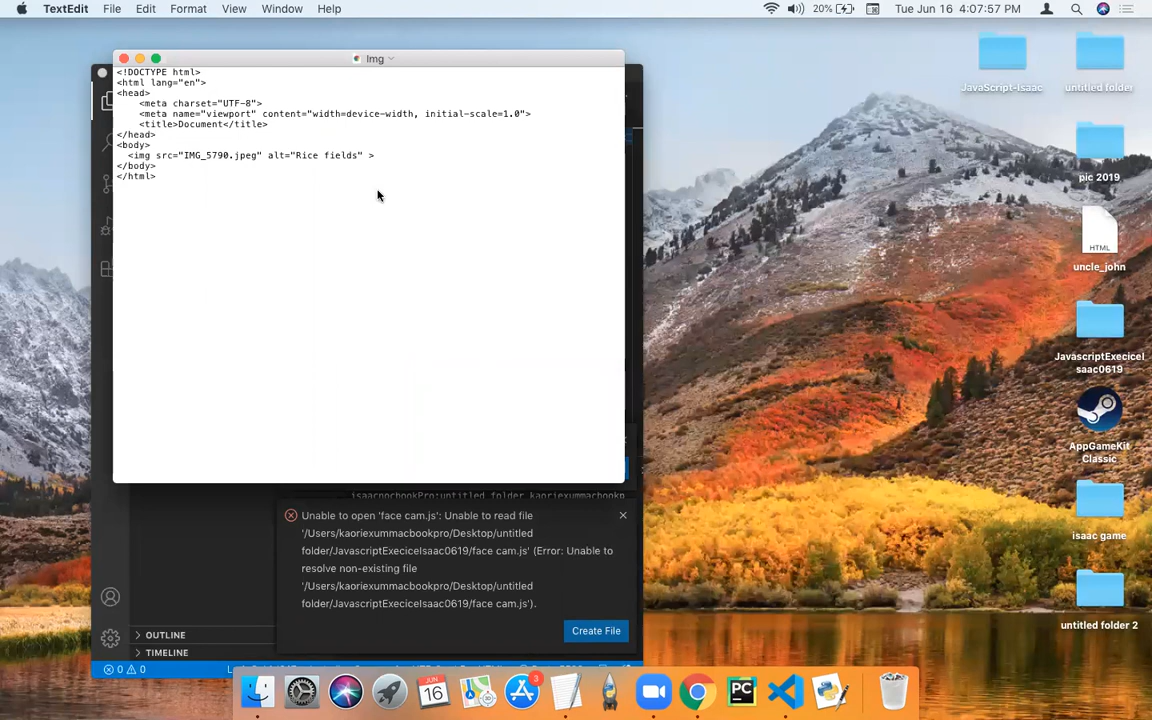 TextEdit File Edit Format View Window Help
20% Tue Jun 16 4:07:57 PM
Img
<!DOCTYPE html>
<html lang="en">
<head>
    <meta charset="UTF-8">
    <meta name="viewport" content="width=device-width, initial-scale=1.0">
    <title>Document</title>
</head>
<body>
  <img src="IMG_5790.jpeg" alt="Rice fields" >
</body>
</html>
Unable to open 'face cam.js': Unable to read file
'/Users/kaoriexummacbookpro/Desktop/untitled
folder/JavascriptExeciceIsaac0619/face cam.js' (Error: Unable to
resolve non-existing file
'/Users/kaoriexummacbookpro/Desktop/untitled
folder/JavascriptExeciceIsaac0619/face cam.js').
Create File
OUTLINE
TIMELINE
0 0
JavaScript-Isaac
untitled folder
pic 2019
HTML
uncle_john
JavascriptExecicel
saac0619
AppGameKit
Classic
isaac game
untitled folder 2
JUN
16
3
PC